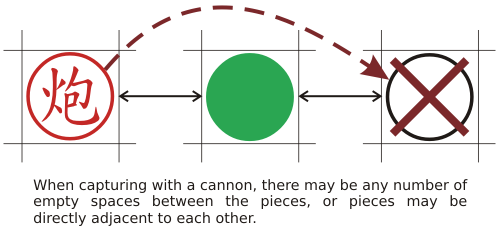 炮
When capturing with a cannon, there may be any number of
empty spaces between the pieces, or pieces may be
directly adjacent to each other.